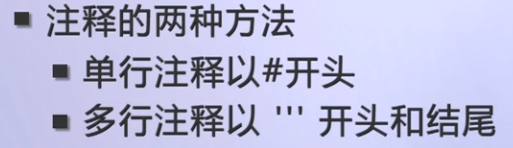 ■ 注释的两种方法
■ 单行注释以#开头
■ 多行注释以 ''' 开头和结尾